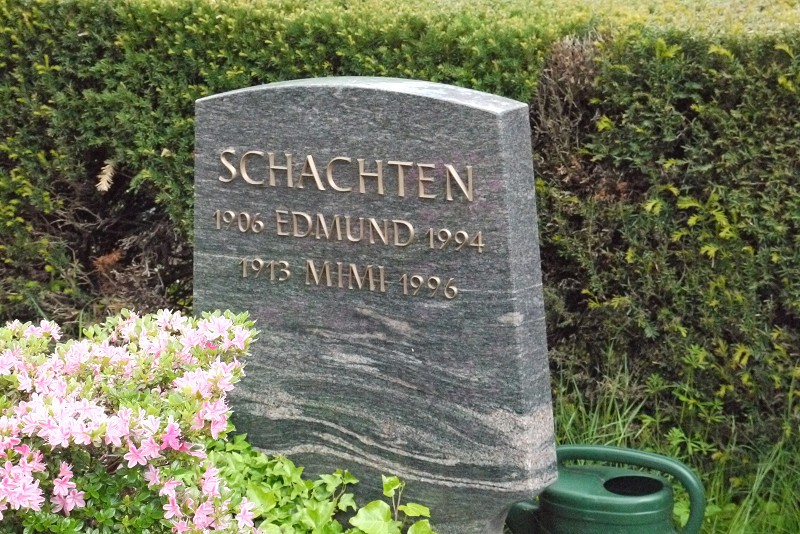 SCHACHTEN
1906 EDMUND 1994
1913 MIMI 1996